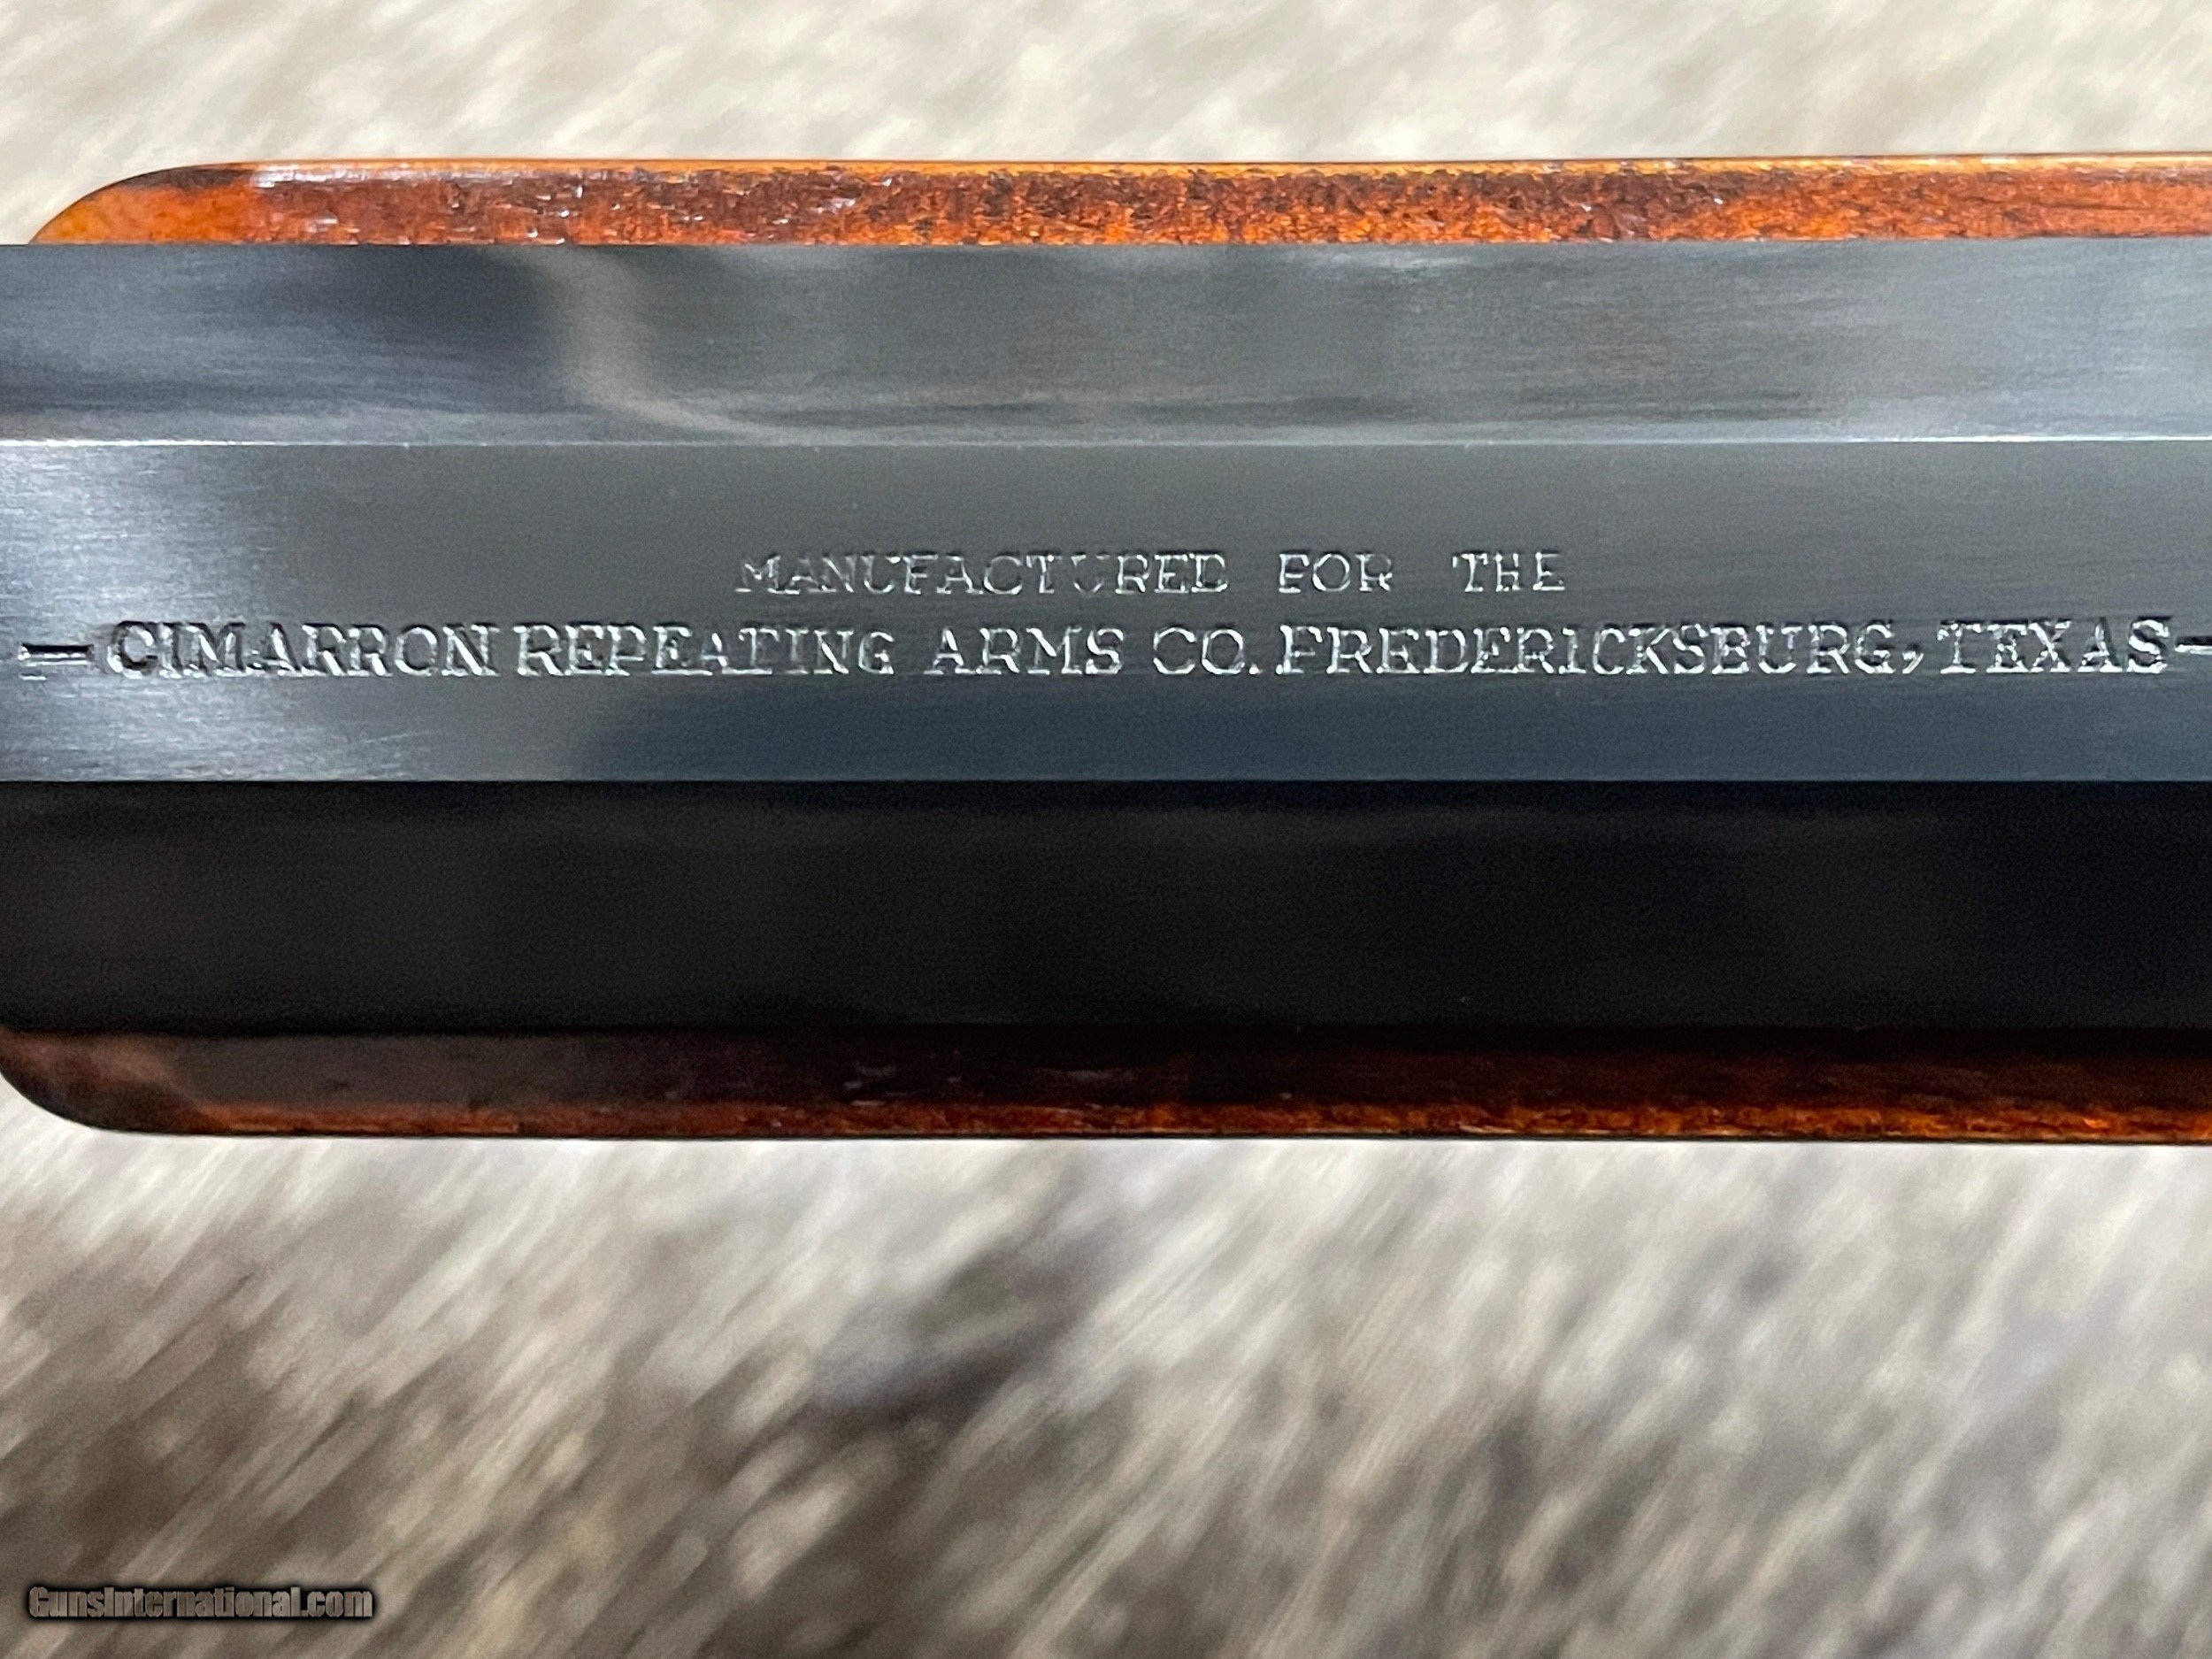 MANUFACTURED FOR THE
—CIMARRON REPEATING ARMS CO. FREDERICKSBURG, TEXAS—
GunsInternational.com